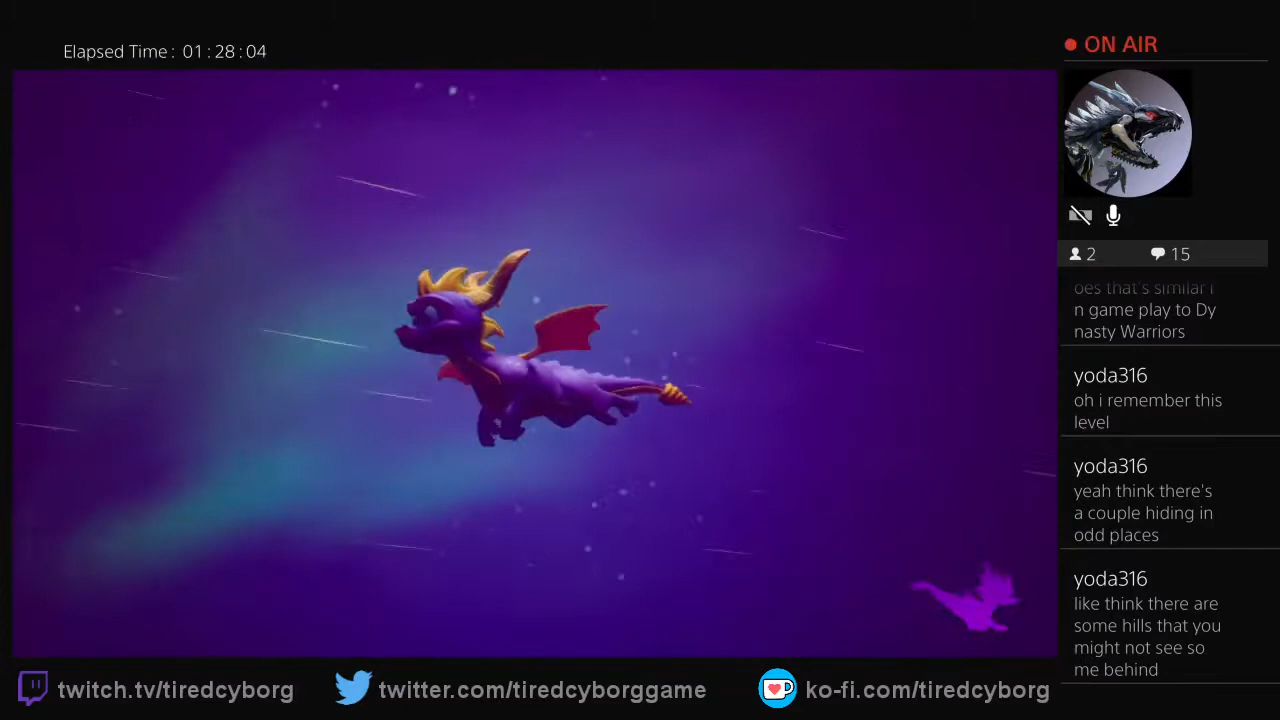 Elapsed Time: 01:28:04
ON AIR
2
15
oes that's similar i
n game play to Dy
nasty Warriors
yoda316
oh i remember this
level
yoda316
yeah think there's
a couple hiding in
odd places
yoda316
like think there are
some hills that you
might not see so
me behind
twitch.tv/tiredcyborg
twitter.com/tiredcyborggame
ko-fi.com/tiredcyborg